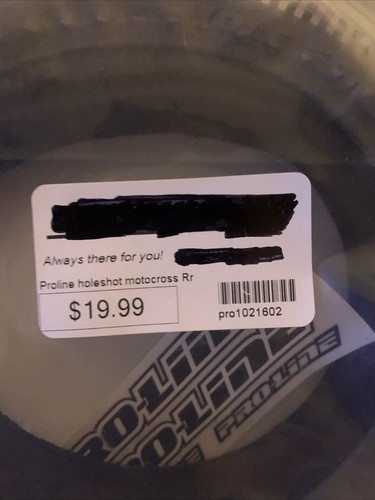 Always there for you!
Proline holeshot motocross Rr
$19.99
pro1021602
PRO-LINE
PRO-LINE
PRO-LINE